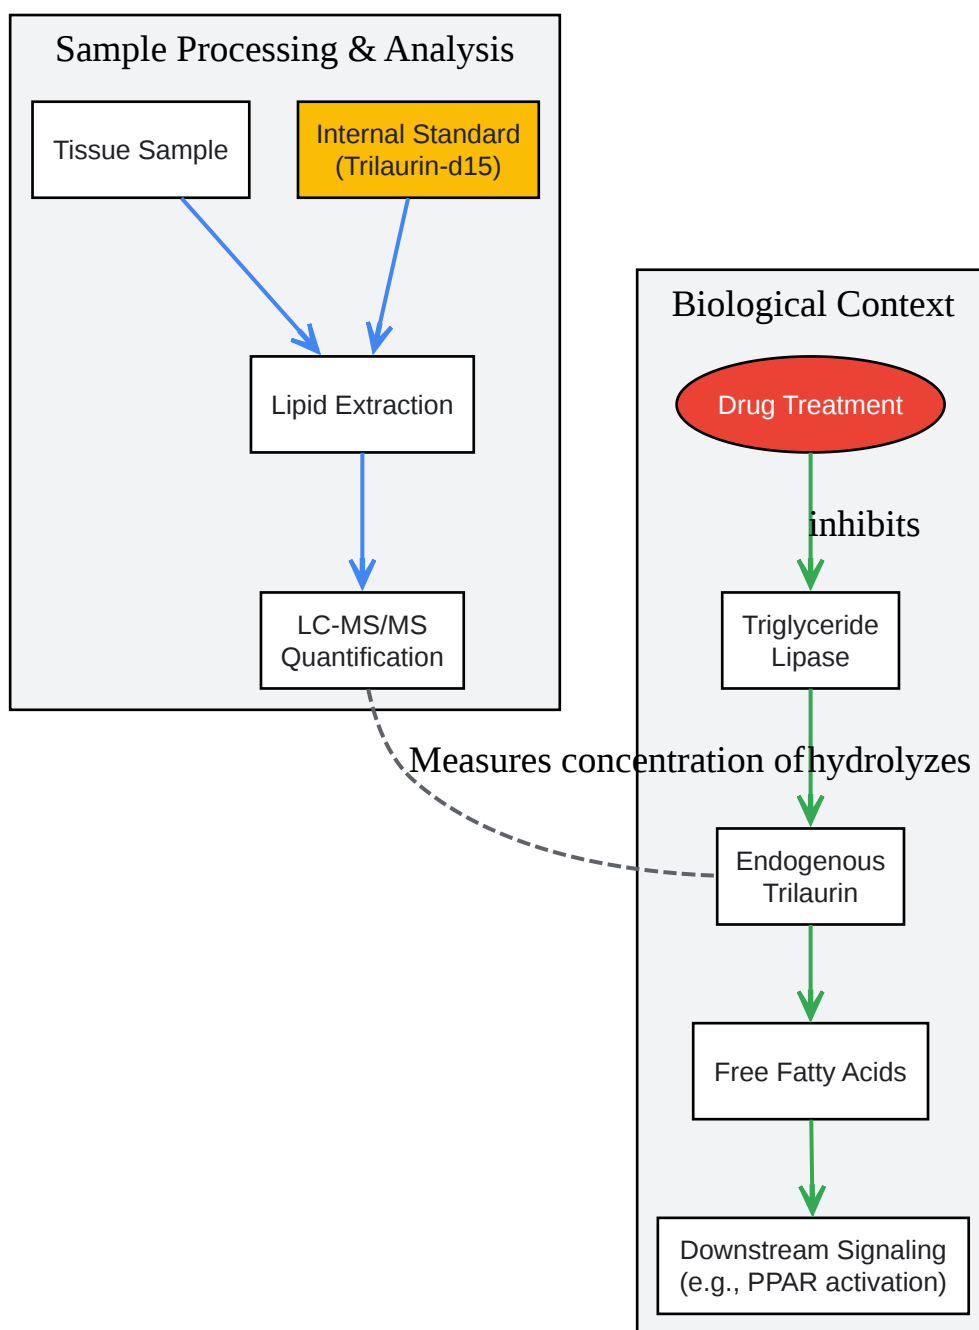 Sample Processing & Analysis
Tissue Sample
Internal Standard
(Trilaurin-d15)
Lipid Extraction
LC-MS/MS
Quantification
Measures concentration of
Biological Context
Drug Treatment
inhibits
Triglyceride
Lipase
hydrolyzes
Endogenous
Trilaurin
Free Fatty Acids
Downstream Signaling
(e.g., PPAR activation)